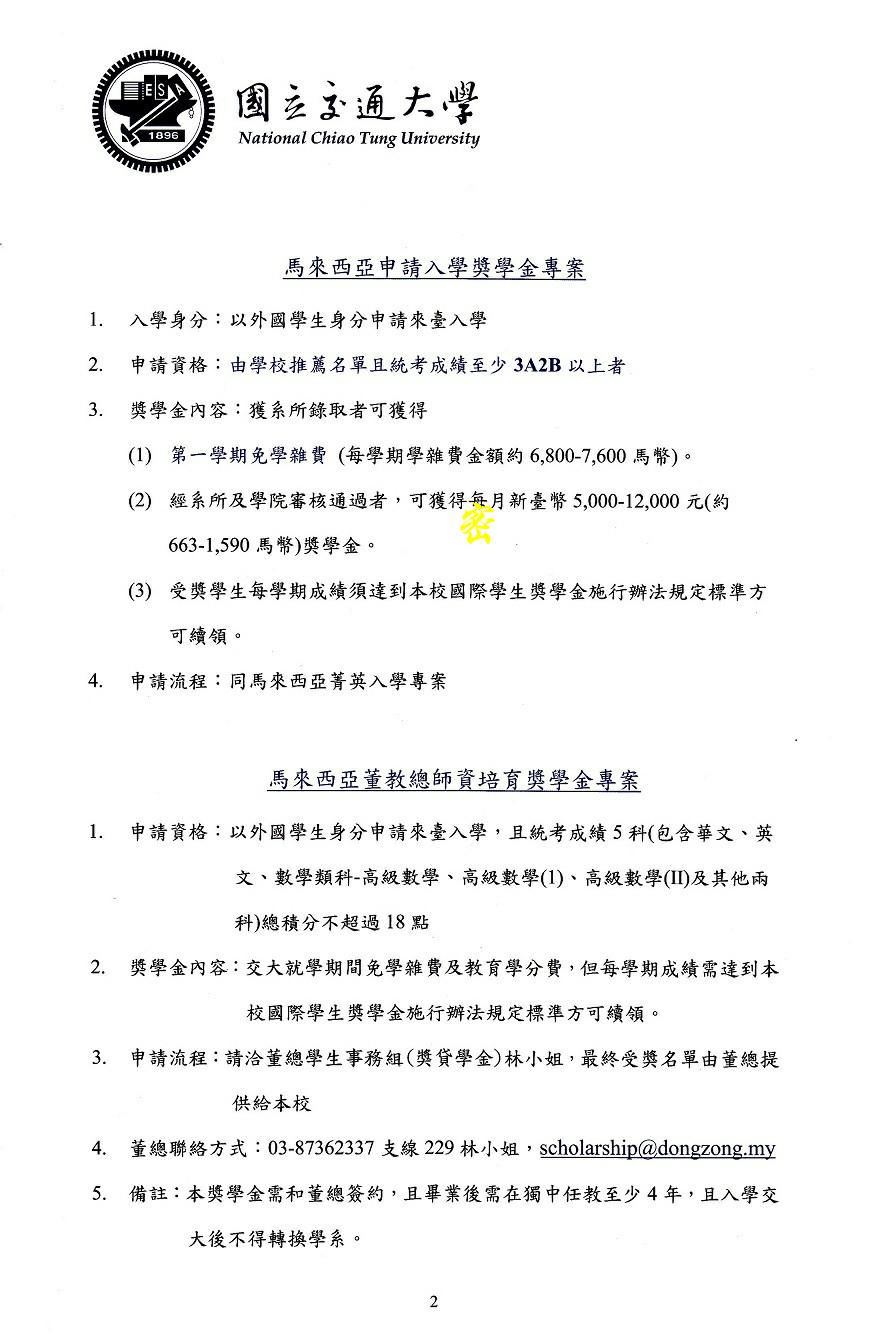 ESA
1896
國立交通大學
National Chiao Tung University
馬來西亞申請入學獎學金專案
1. 入學身分：以外國學生身分申請來臺入學
2. 申請資格：由學校推薦名單且統考成績至少 3A2B 以上者
3. 獎學金內容：獲系所錄取者可獲得
(1) 第一學期免學雜費 (每學期學雜費金額約 6,800-7,600 馬幣)。
(2) 經系所及學院審核通過者，可獲得每月新臺幣 5,000-12,000 元(約
密
663-1,590 馬幣)獎學金。
(3) 受獎學生每學期成績須達到本校國際學生獎學金施行辦法規定標準方
可續領。
4. 申請流程：同馬來西亞菁英入學專案
馬來西亞董教總師資培育獎學金專案
1. 申請資格：以外國學生身分申請來臺入學，且統考成績 5 科(包含華文、英
文、數學類科-高級數學、高級數學(1)、高級數學(II)及其他兩
科)總積分不超過 18 點
2. 獎學金內容：交大就學期間免學雜費及教育學分費，但每學期成績需達到本
校國際學生獎學金施行辦法規定標準方可續領。
3. 申請流程：請洽董總學生事務組(獎貸學金)林小姐，最終受獎名單由董總提
供給本校
4. 董總聯絡方式：03-87362337 支線 229 林小姐，scholarship@dongzong.my
5. 備註：本獎學金需和董總簽約，且畢業後需在獨中任教至少 4 年，且入學交
大後不得轉換學系。
2